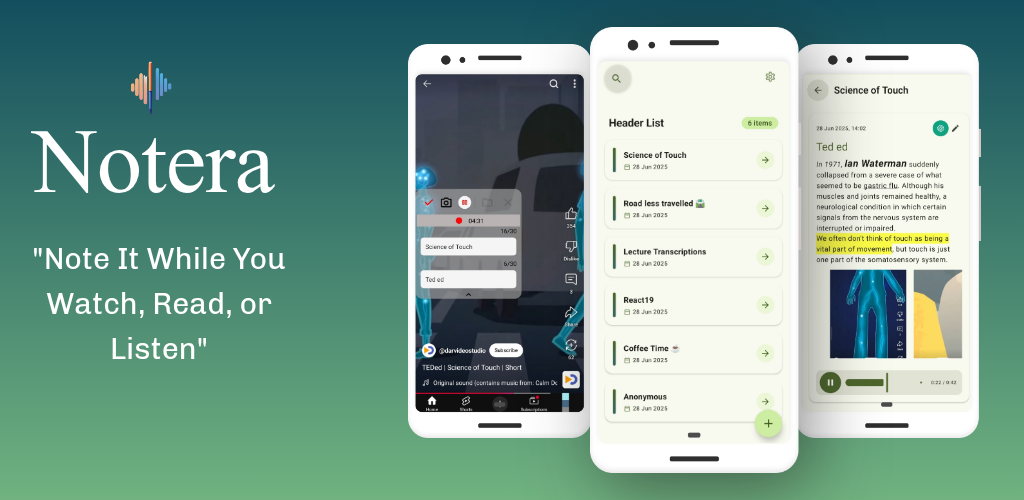 Notera
"Note It While You
Watch, Read, or
Listen"
04:31
16/30
Science of Touch
6/30
Ted ed
354
Dislike
3
Share
62
@darvideostudio
Subscribe
TEDed | Science of Touch | Short
Original sound (contains music from: Calm Dc
Home
Shorts
Subscriptions
Header List
6 items
Science of Touch
28 Jun 2025
Road less travelled 🛣️
28 Jun 2025
Lecture Transcriptions
28 Jun 2025
React19
28 Jun 2025
Coffee Time ☕
28 Jun 2025
Anonymous
28 Jun 2025
Science of Touch
28 Jun 2025, 14:02
Ted ed
In 1971, Ian Waterman suddenly
collapsed from a severe case of what
seemed to be gastric flu. Although his
muscles and joints remained healthy, a
neurological condition in which certain
signals from the nervous system are
interrupted or impaired.
We often don't think of touch as being a
vital part of movement, but touch is just
one part of the somatosensory system.
0:22 / 0:42